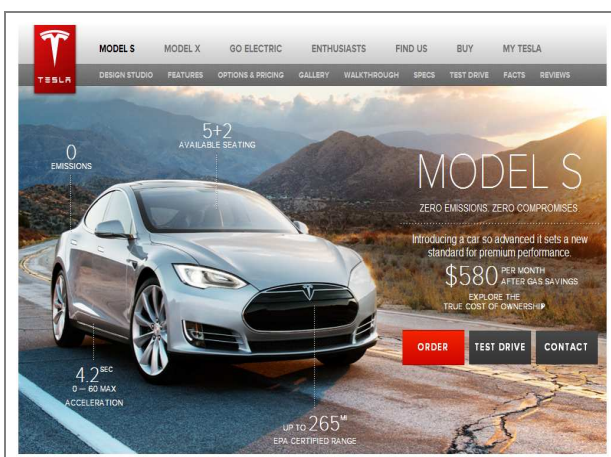 TESLA
MODEL S MODEL X GO ELECTRIC ENTHUSIASTS FIND US BUY MY TESLA
DESIGN STUDIO FEATURES OPTIONS & PRICING GALLERY WALKTHROUGH SPECS TEST DRIVE FACTS REVIEWS
0
EMISSIONS
5+2
AVAILABLE SEATING
MODEL S
ZERO EMISSIONS. ZERO COMPROMISES
Introducing a car so advanced it sets a new
standard for premium performance.
$580 PER MONTH
AFTER GAS SAVINGS
EXPLORE THE
TRUE COST OF OWNERSHIP
ORDER TEST DRIVE CONTACT
4.2 SEC
0 — 60 MAX
ACCELERATION
UP TO 265 MI
EPA CERTIFIED RANGE